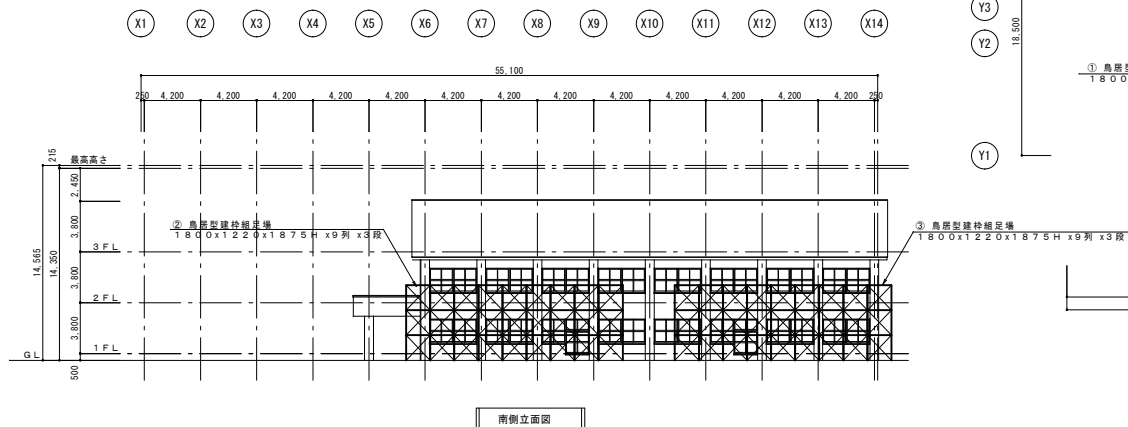 X1 X2 X3 X4 X5 X6 X7 X8 X9 X10 X11 X12 X13 X14
Y3
18,500
Y2
Y1
① 鳥居型
1800
55,100
250 4,200 4,200 4,200 4,200 4,200 4,200 4,200 4,200 4,200 4,200 4,200 4,200 4,200 250
215
最高高さ
2,450
3,800
3FL
3,800
2FL
3,800
1FL
GL
500
14,565
14,350
② 鳥居型建枠組足場
1800x1220x1875H x9列 x3段
③ 鳥居型建枠組足場
1800x1220x1875H x9列 x3段
南側立面図